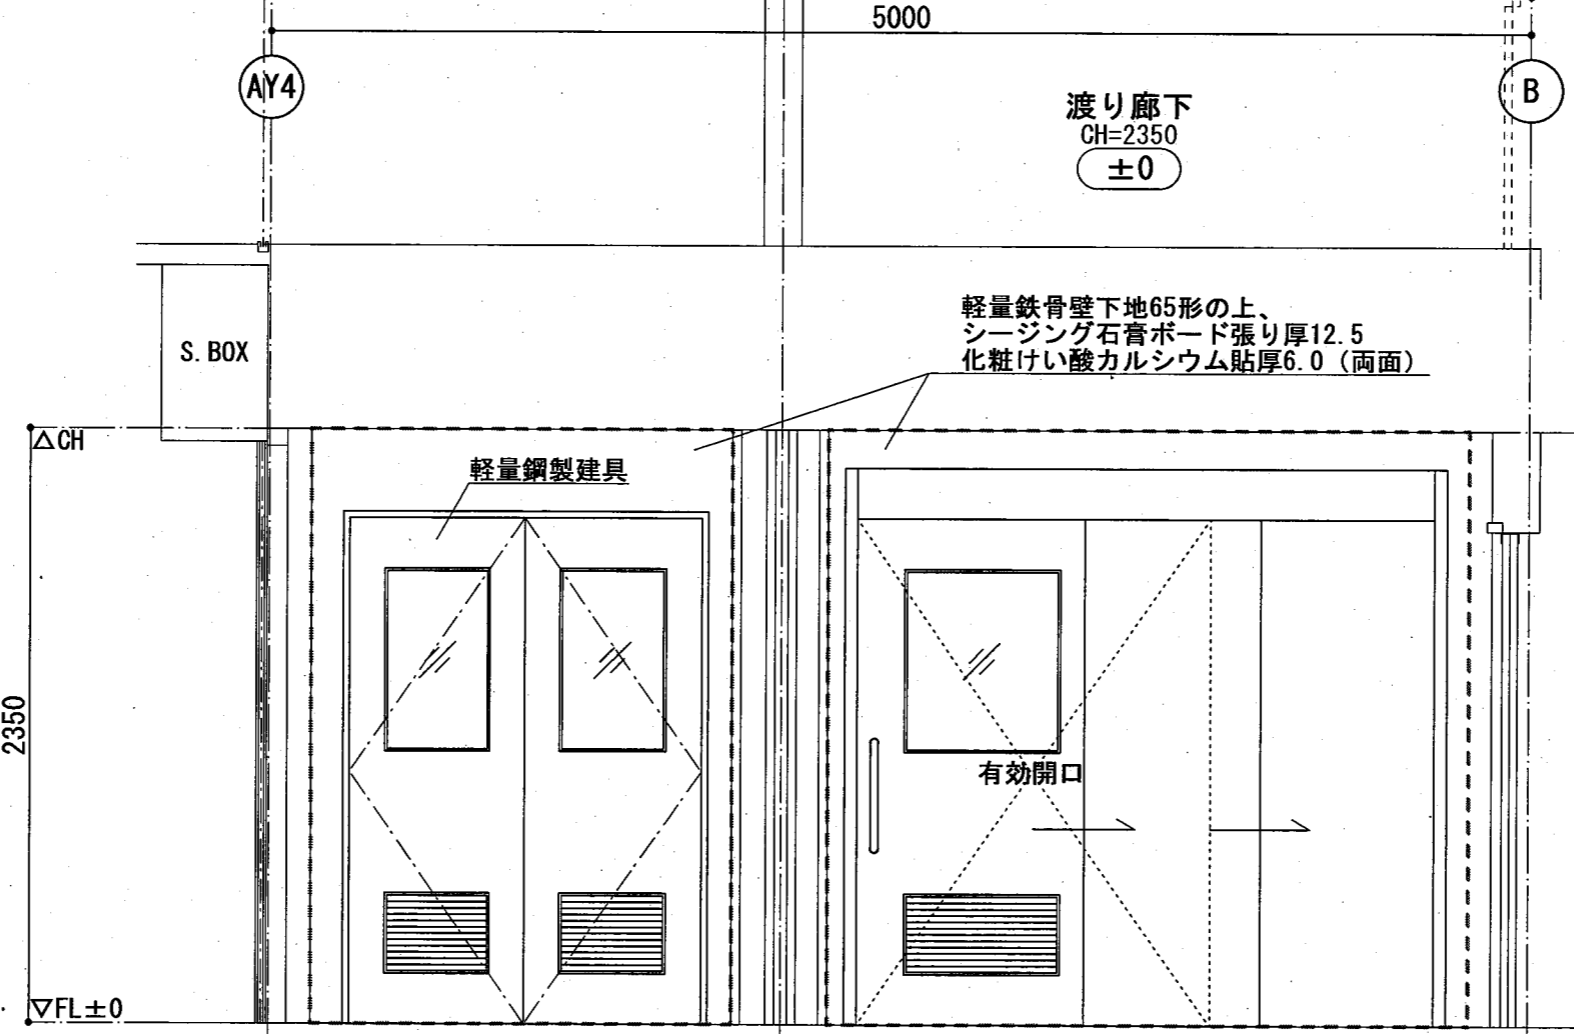 5000
AY4
B
渡り廊下
CH=2350
±0
軽量鉄骨壁下地65形の上、
シージング石膏ボード張り厚12.5
化粧けい酸カルシウム貼厚6.0（両面）
S.BOX
△CH
軽量鋼製建具
2350
有効開口
▽FL±0